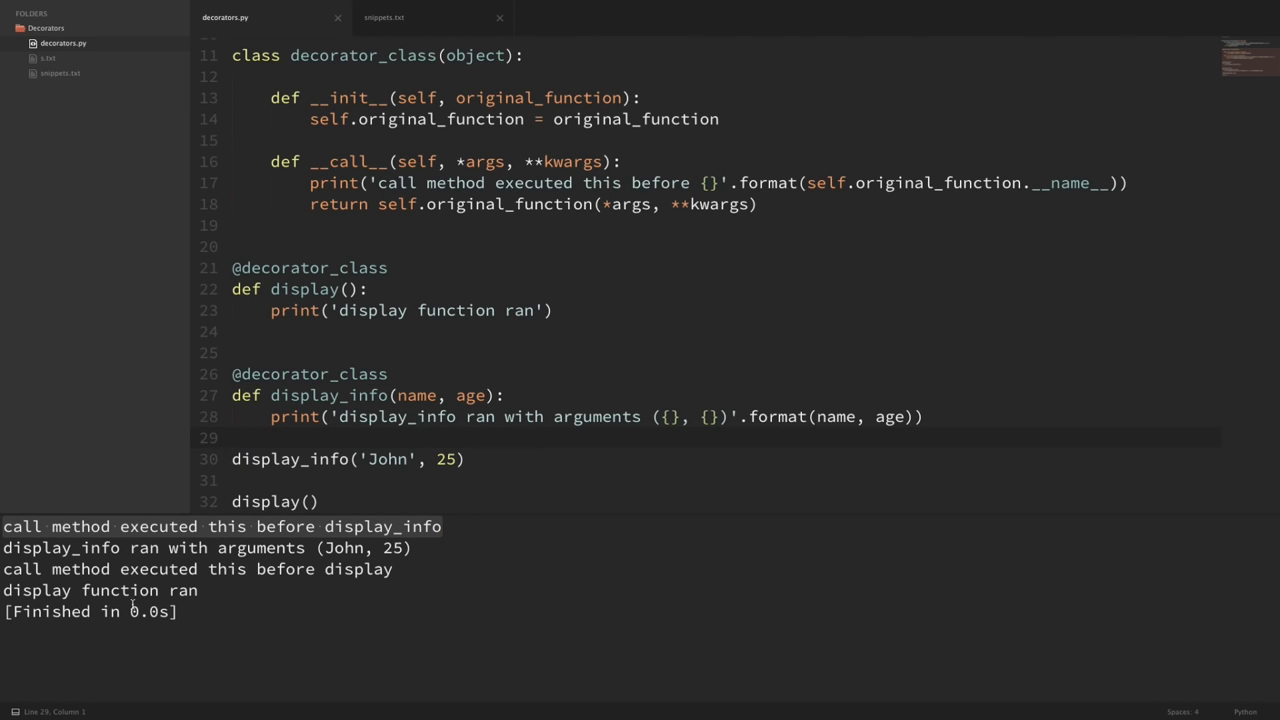 FOLDERS
Decorators
decorators.py
s.txt
snippets.txt
decorators.py
snippets.txt
11 class decorator_class(object):
12
13     def __init__(self, original_function):
14         self.original_function = original_function
15
16     def __call__(self, *args, **kwargs):
17         print('call method executed this before {}'.format(self.original_function.__name__))
18         return self.original_function(*args, **kwargs)
19
20
21 @decorator_class
22 def display():
23     print('display function ran')
24
25
26 @decorator_class
27 def display_info(name, age):
28     print('display_info ran with arguments ({}, {})'.format(name, age))
29
30 display_info('John', 25)
31
32 display()
call method executed this before display_info
display_info ran with arguments (John, 25)
call method executed this before display
display function ran
[Finished in 0.0s]
Line 29, Column 1
Spaces: 4
Python